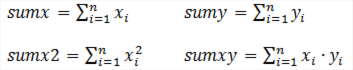 sumx = ∑ⁿᵢ₌₁ xᵢ sumy = ∑ⁿᵢ₌₁ yᵢ
sumx2 = ∑ⁿᵢ₌₁ xᵢ² sumxy = ∑ⁿᵢ₌₁ xᵢ · yᵢ